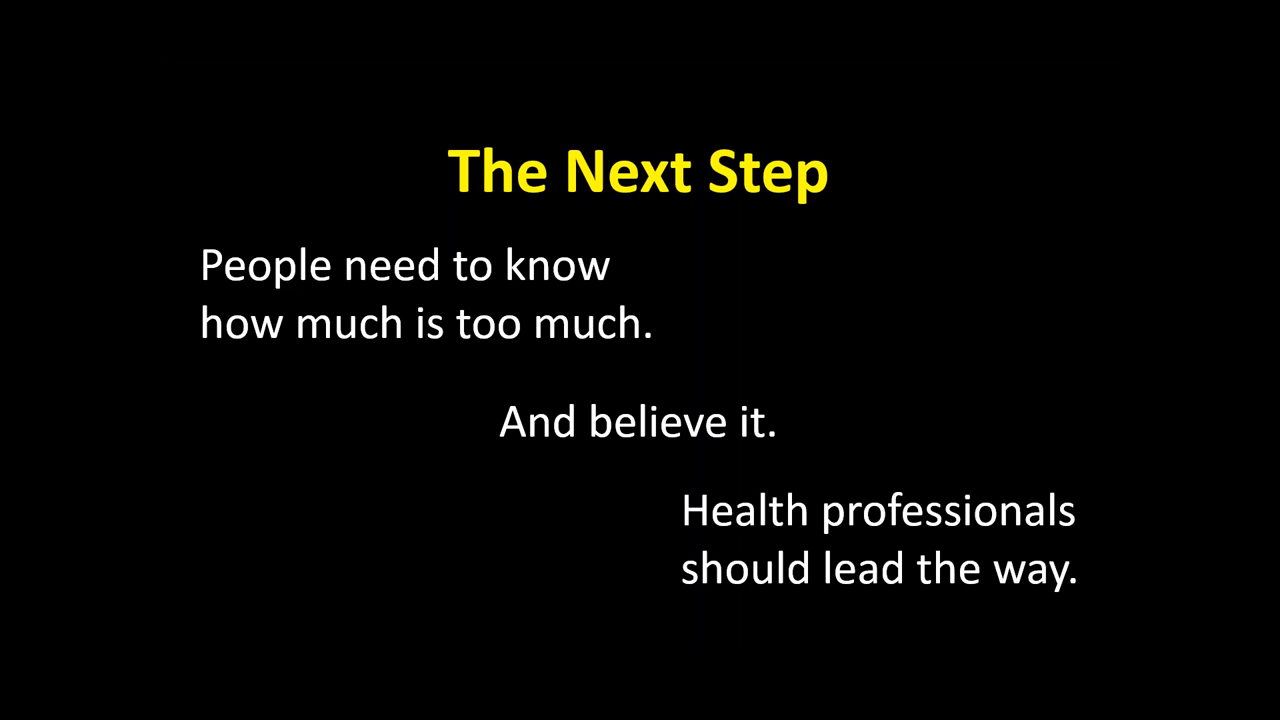 The Next Step
People need to know
how much is too much.
And believe it.
Health professionals
should lead the way.